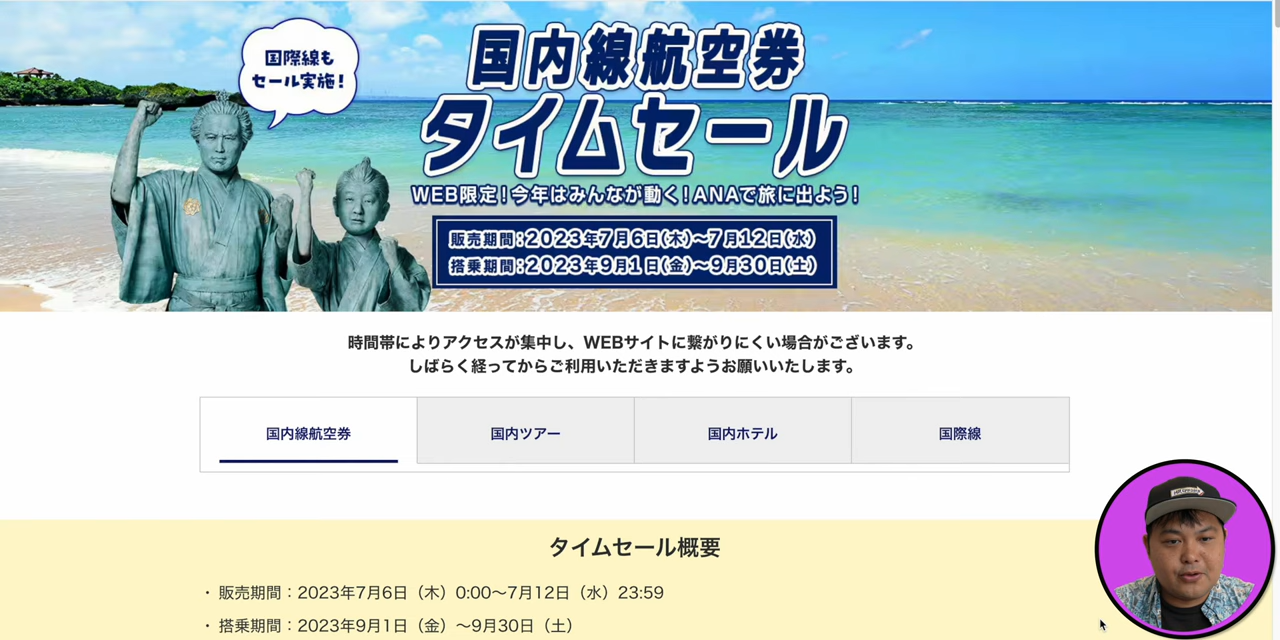 国際線も
セール実施!
国内線航空券
タイムセール
WEB限定!今年はみんなが動く!ANAで旅に出よう!
販売期間:2023年7月6日(木)~7月12日(水)
搭乗期間:2023年9月1日(金)~9月30日(土)
時間帯によりアクセスが集中し、WEBサイトに繋がりにくい場合がございます。
しばらく経ってからご利用いただきますようお願いいたします。
国内線航空券
国内ツアー
国内ホテル
国際線
タイムセール概要
・販売期間：2023年7月6日（木）0:00〜7月12日（水）23:59
・搭乗期間：2023年9月1日（金）〜9月30日（土）